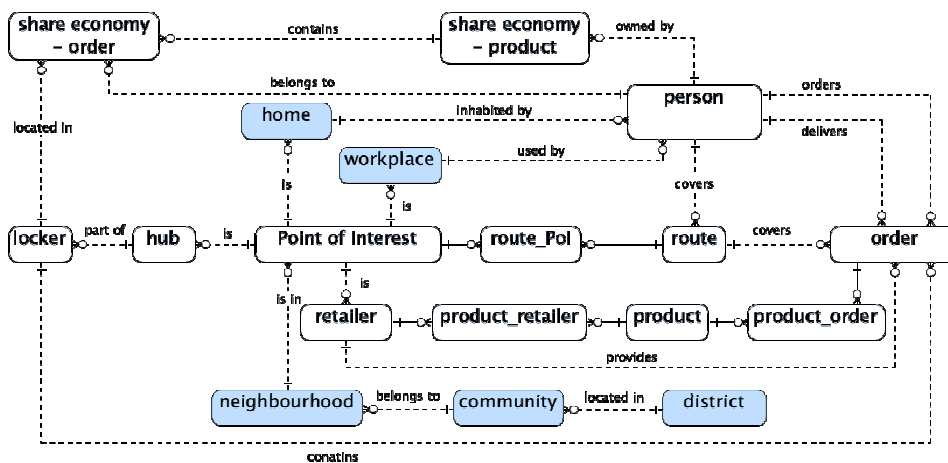 share economy
– order
contains
share economy
– product
owned by
belongs to
person
orders
home
inhabited by
located in
delivers
workplace
used by
is
is
covers
locker
part of
hub
is
Point of Interest
route_PoI
route
covers
order
is in
is
retailer
product_retailer
product
product_order
provides
neighbourhood
belongs to
community
located in
district
conatins